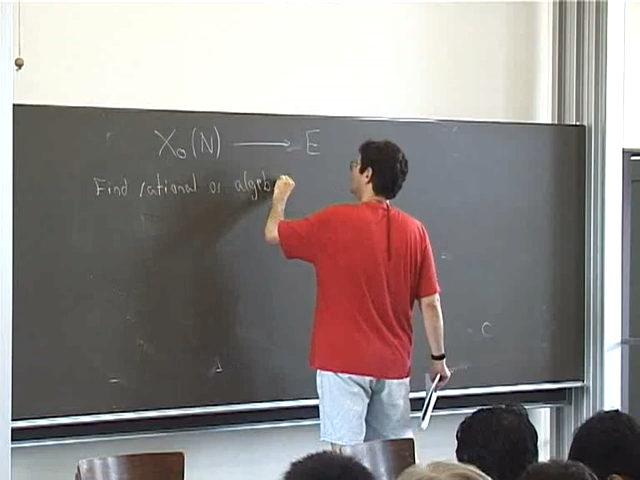 X₀(N) ⟶ E
Find rational or algeb
C